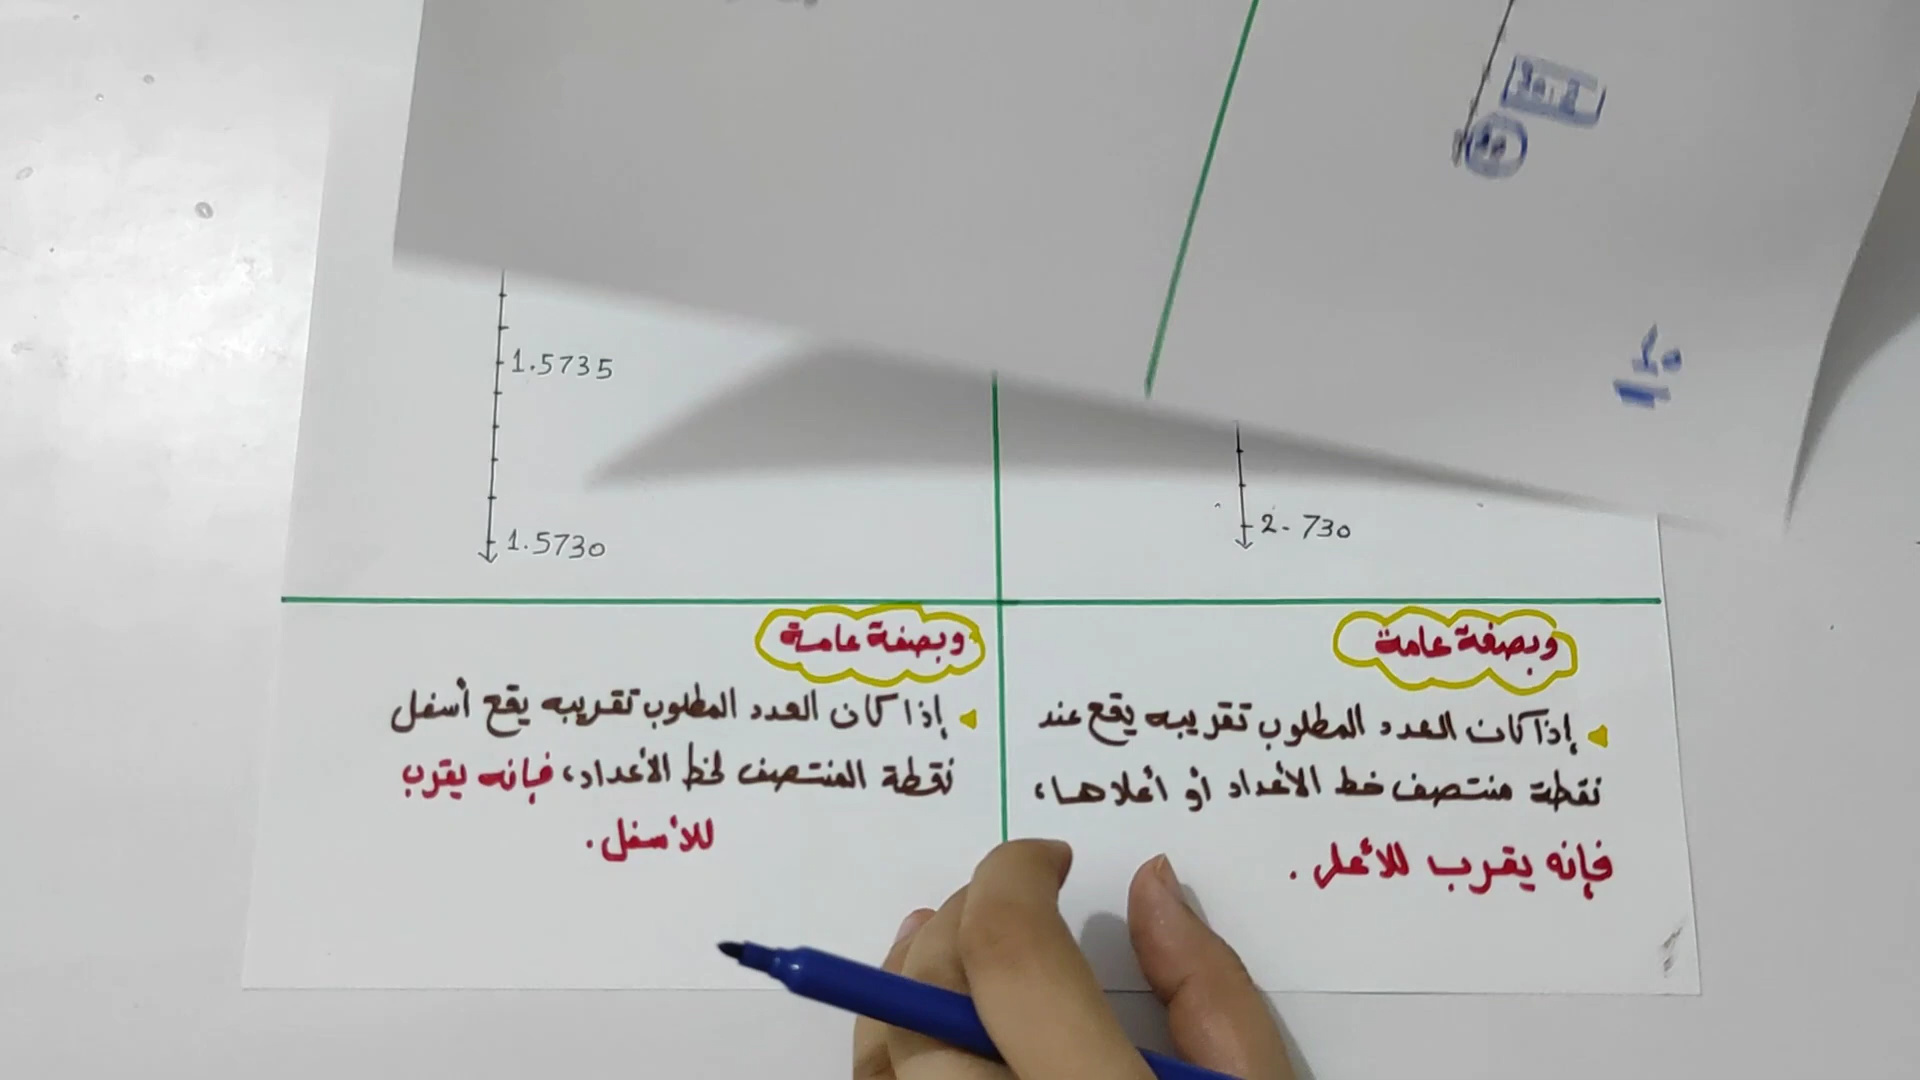 1.5735
1.5730
2.730
وبصفة عامة
إذا كان العدد المطلوب تقريبه يقع عند
نقطة منتصف خط الأعداد أو أعلاها،
فإنه يقرب للأعلى.
وبصفة عامة
إذا كان العدد المطلوب تقريبه يقع أسفل
نقطة المنتصف لخط الأعداد، فإنه يقرب
للأسفل.